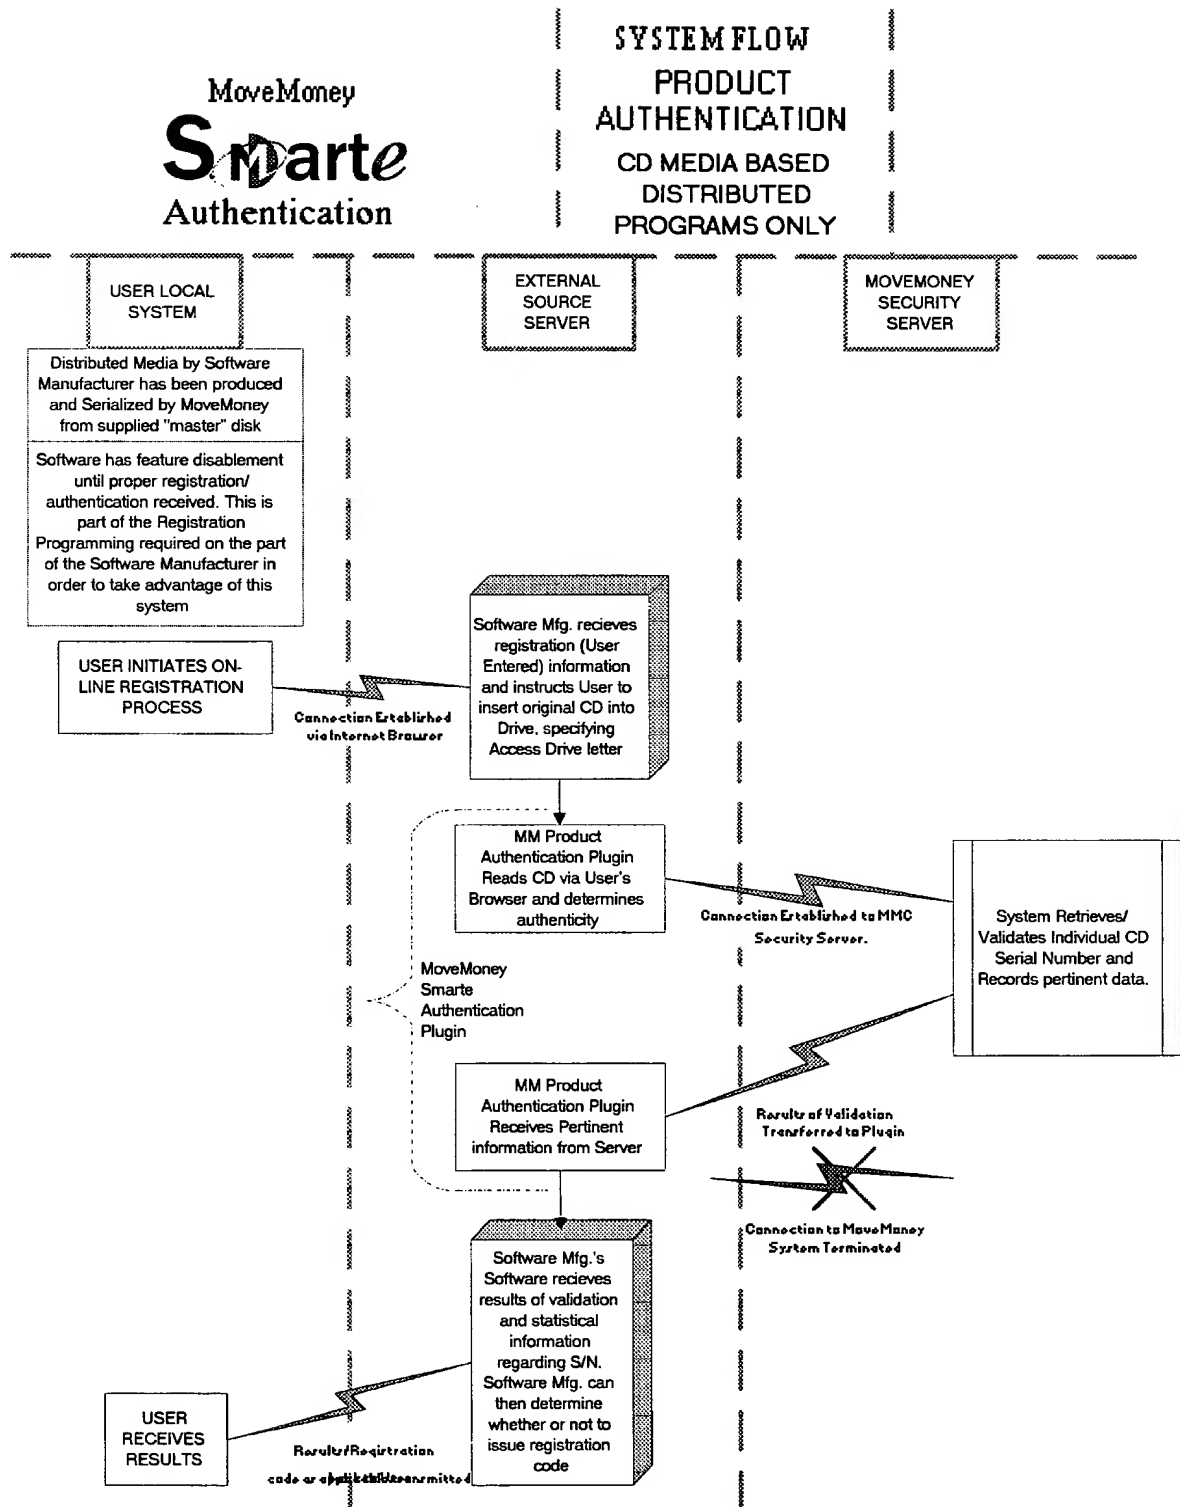 SYSTEM FLOW
PRODUCT
AUTHENTICATION
CD MEDIA BASED
DISTRIBUTED
PROGRAMS ONLY
MoveMoney
Smarte
Authentication
USER LOCAL
SYSTEM
EXTERNAL
SOURCE
SERVER
MOVEMONEY
SECURITY
SERVER
Distributed Media by Software
Manufacturer has been produced
and Serialized by MoveMoney
from supplied "master" disk
Software has feature disablement
until proper registration/
authentication received. This is
part of the Registration
Programming required on the part
of the Software Manufacturer in
order to take advantage of this
system
USER INITIATES ON-
LINE REGISTRATION
PROCESS
Connection Established
via Internet Browser
Software Mfg. recieves
registration (User
Entered) information
and instructs User to
insert original CD into
Drive, specifying
Access Drive letter
MM Product
Authentication Plugin
Reads CD via User's
Browser and determines
authenticity
Connection Established to MMC
Security Server.
System Retrieves/
Validates Individual CD
Serial Number and
Records pertinent data.
MoveMoney
Smarte
Authentication
Plugin
MM Product
Authentication Plugin
Receives Pertinent
information from Server
Results of Validation
Transferred to Plugin
Connection to MoveMoney
System Terminated
Software Mfg.'s
Software recieves
results of validation
and statistical
information
regarding S/N.
Software Mfg. can
then determine
whether or not to
issue registration
code
USER
RECEIVES
RESULTS
Results/Registration
code as